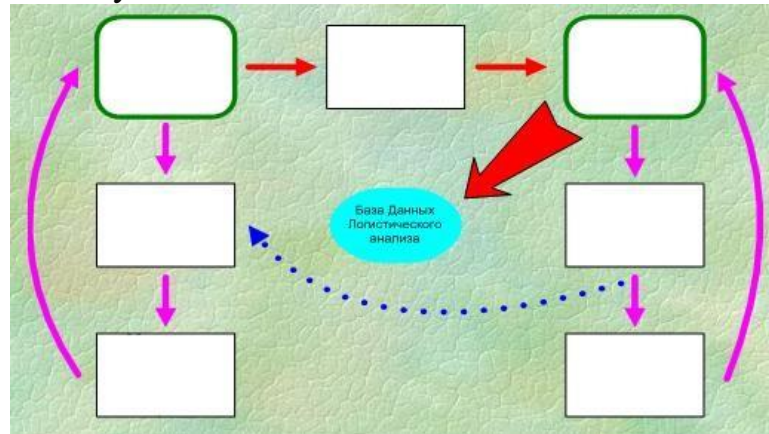 База Данных
Логистического
анализа